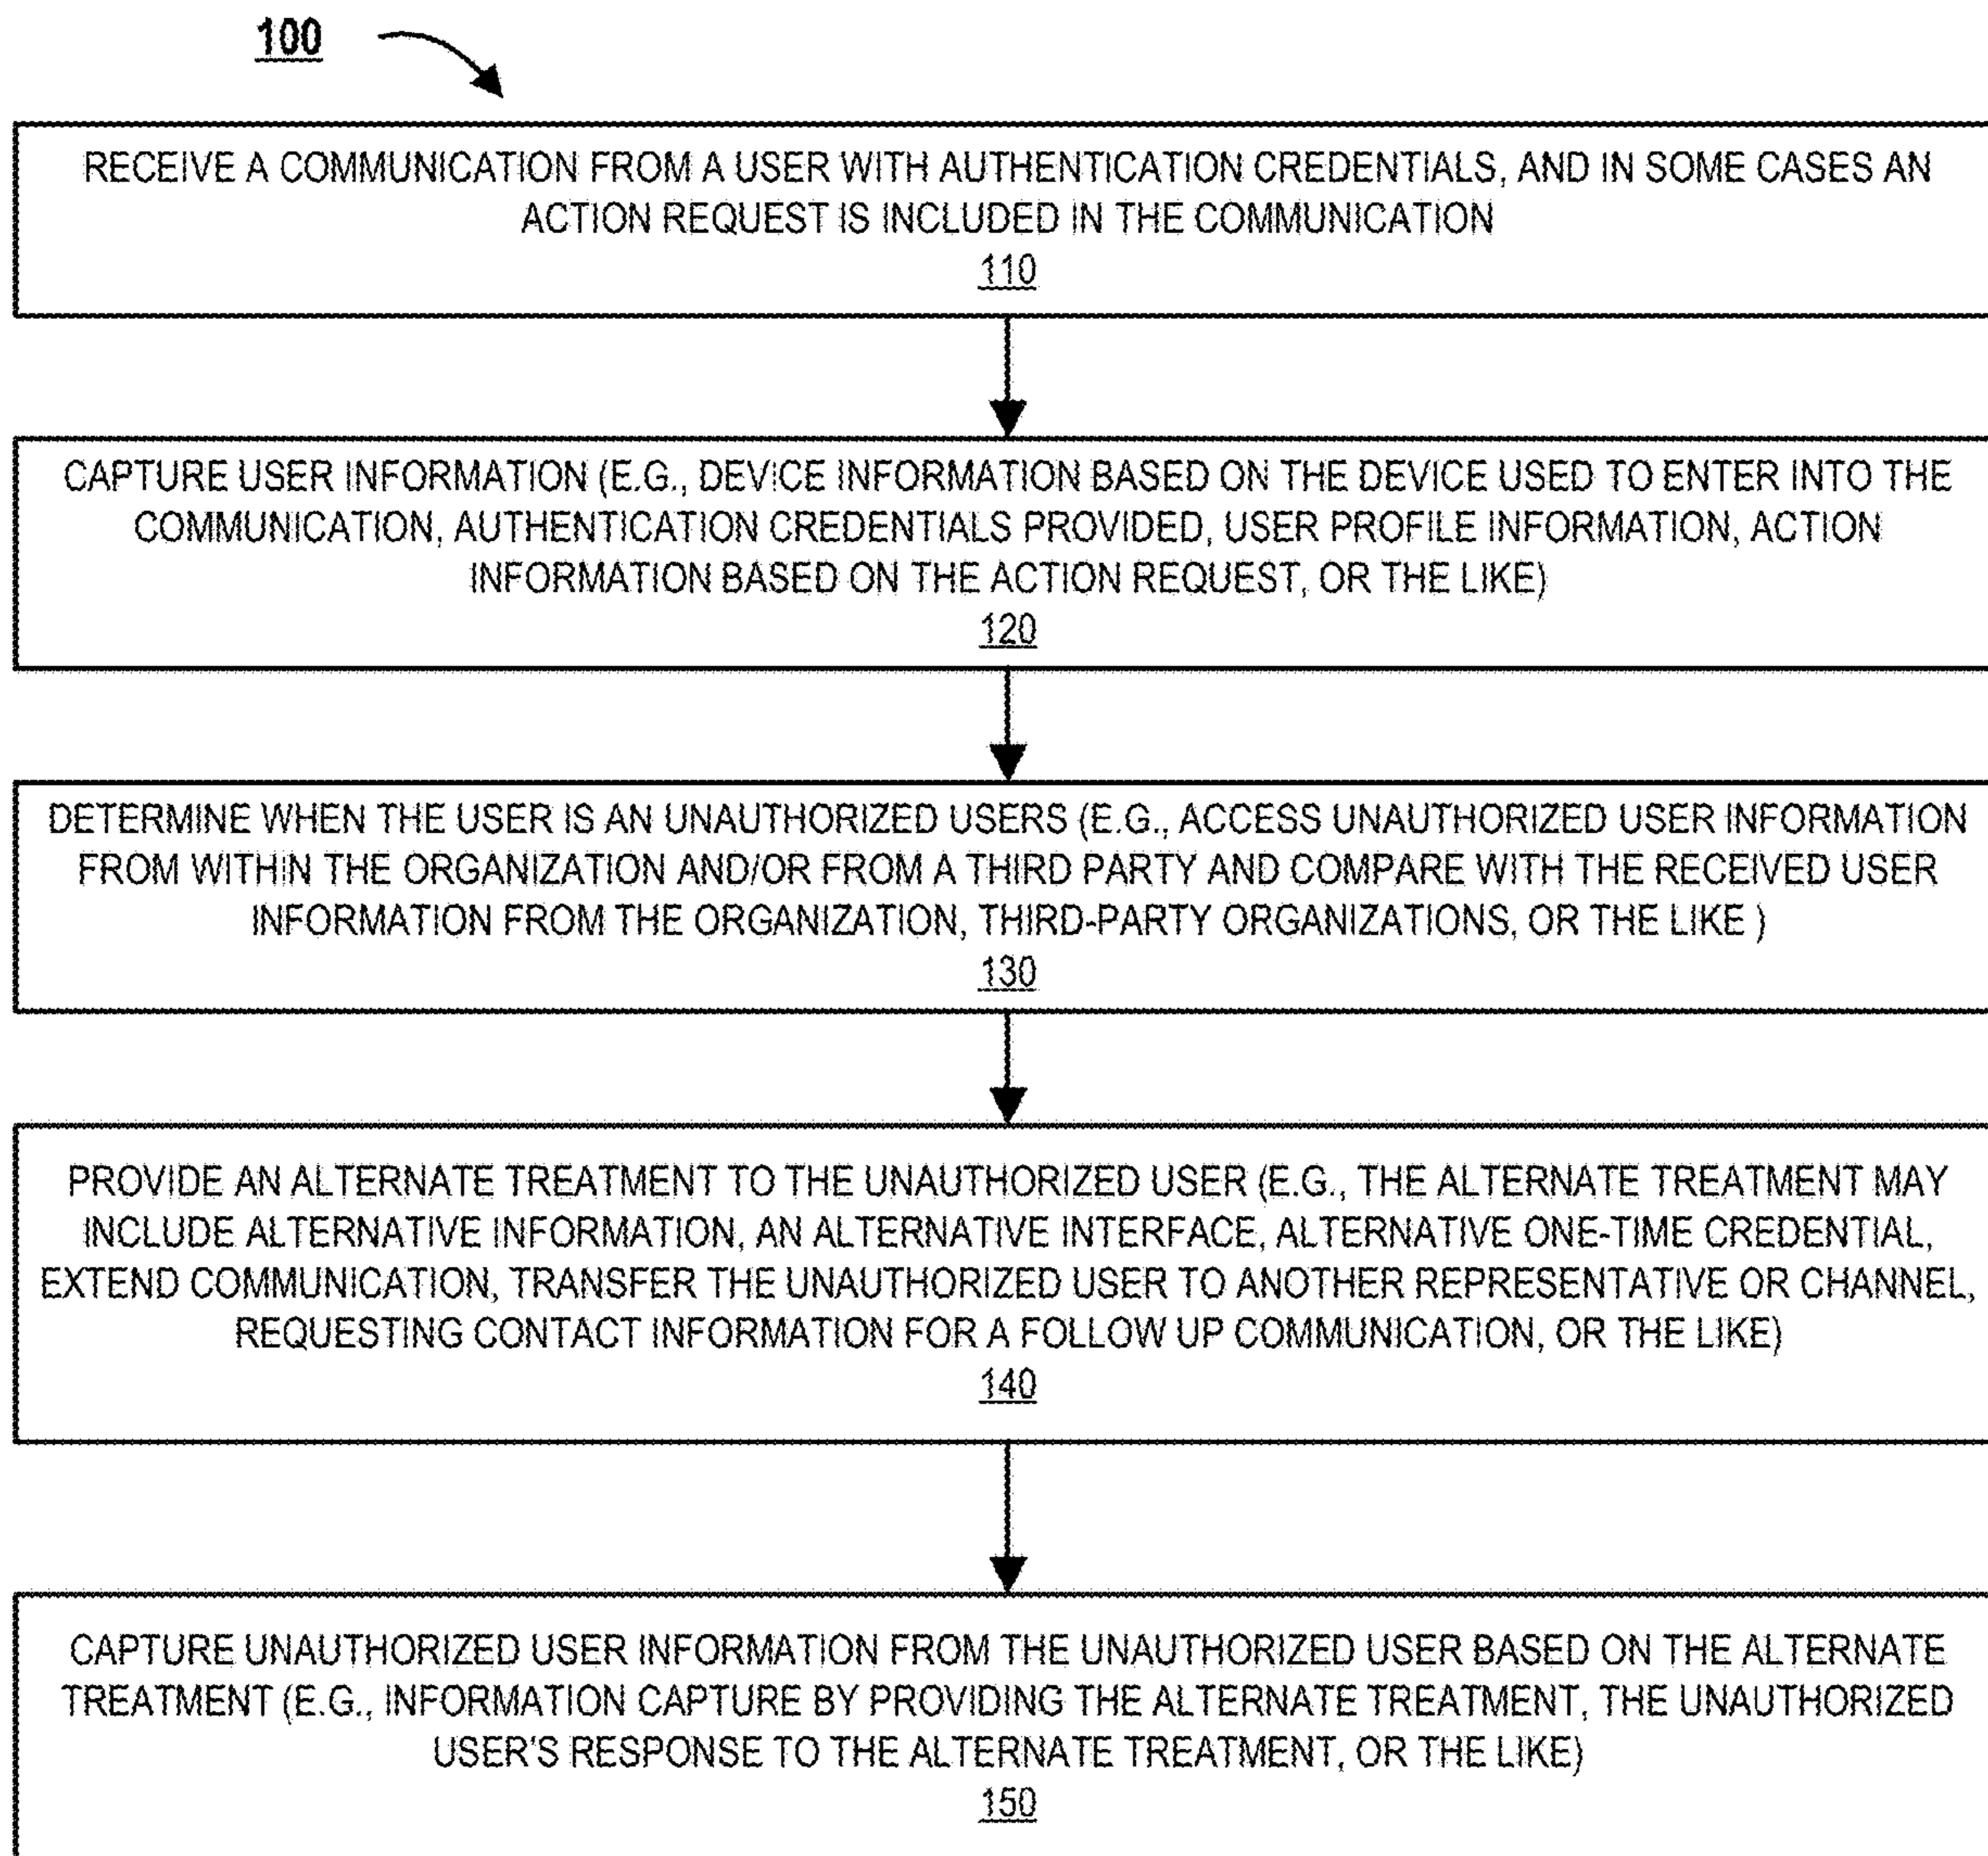 100
RECEIVE A COMMUNICATION FROM A USER WITH AUTHENTICATION CREDENTIALS, AND IN SOME CASES AN
ACTION REQUEST IS INCLUDED IN THE COMMUNICATION
110
CAPTURE USER INFORMATION (E.G., DEVICE INFORMATION BASED ON THE DEVICE USED TO ENTER INTO THE
COMMUNICATION, AUTHENTICATION CREDENTIALS PROVIDED, USER PROFILE INFORMATION, ACTION
INFORMATION BASED ON THE ACTION REQUEST, OR THE LIKE)
120
DETERMINE WHEN THE USER IS AN UNAUTHORIZED USERS (E.G., ACCESS UNAUTHORIZED USER INFORMATION
FROM WITHIN THE ORGANIZATION AND/OR FROM A THIRD PARTY AND COMPARE WITH THE RECEIVED USER
INFORMATION FROM THE ORGANIZATION, THIRD-PARTY ORGANIZATIONS, OR THE LIKE )
130
PROVIDE AN ALTERNATE TREATMENT TO THE UNAUTHORIZED USER (E.G., THE ALTERNATE TREATMENT MAY
INCLUDE ALTERNATIVE INFORMATION, AN ALTERNATIVE INTERFACE, ALTERNATIVE ONE-TIME CREDENTIAL,
EXTEND COMMUNICATION, TRANSFER THE UNAUTHORIZED USER TO ANOTHER REPRESENTATIVE OR CHANNEL,
REQUESTING CONTACT INFORMATION FOR A FOLLOW UP COMMUNICATION, OR THE LIKE)
140
CAPTURE UNAUTHORIZED USER INFORMATION FROM THE UNAUTHORIZED USER BASED ON THE ALTERNATE
TREATMENT (E.G., INFORMATION CAPTURE BY PROVIDING THE ALTERNATE TREATMENT, THE UNAUTHORIZED
USER'S RESPONSE TO THE ALTERNATE TREATMENT, OR THE LIKE)
150